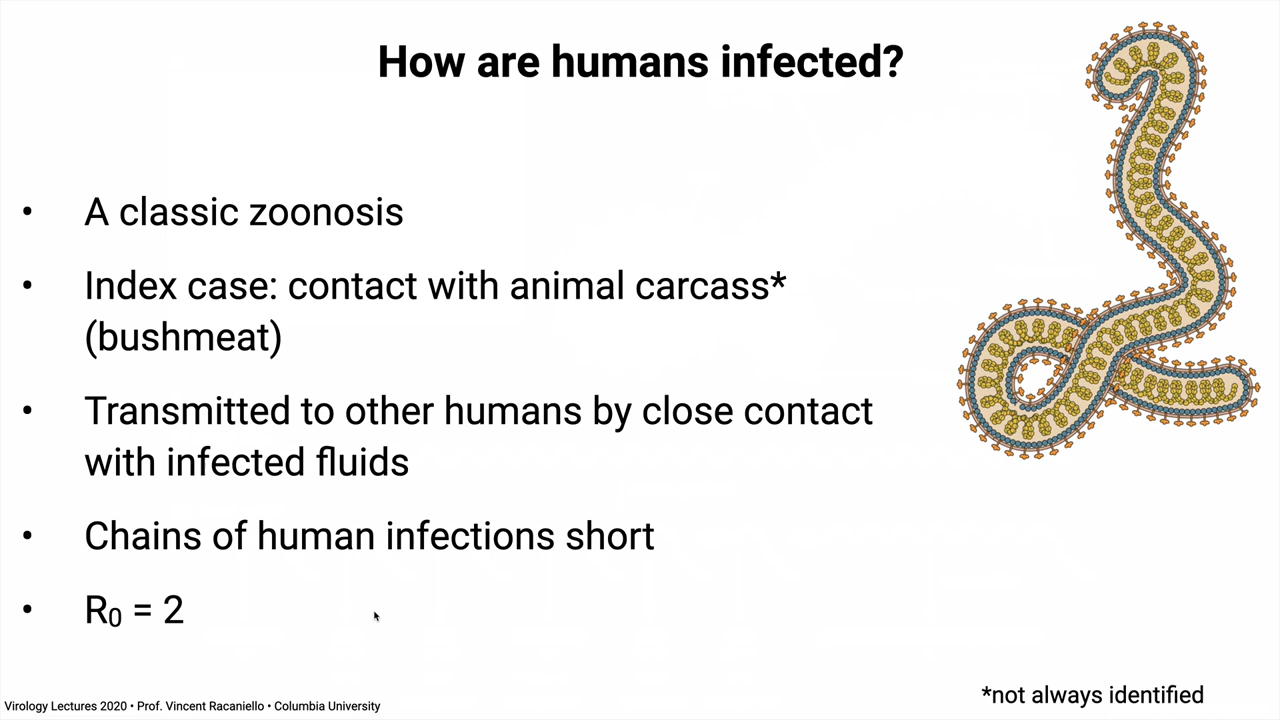 How are humans infected?
• A classic zoonosis
• Index case: contact with animal carcass*
(bushmeat)
• Transmitted to other humans by close contact
with infected fluids
• Chains of human infections short
• R₀ = 2
*not always identified
Virology Lectures 2020 • Prof. Vincent Racaniello • Columbia University